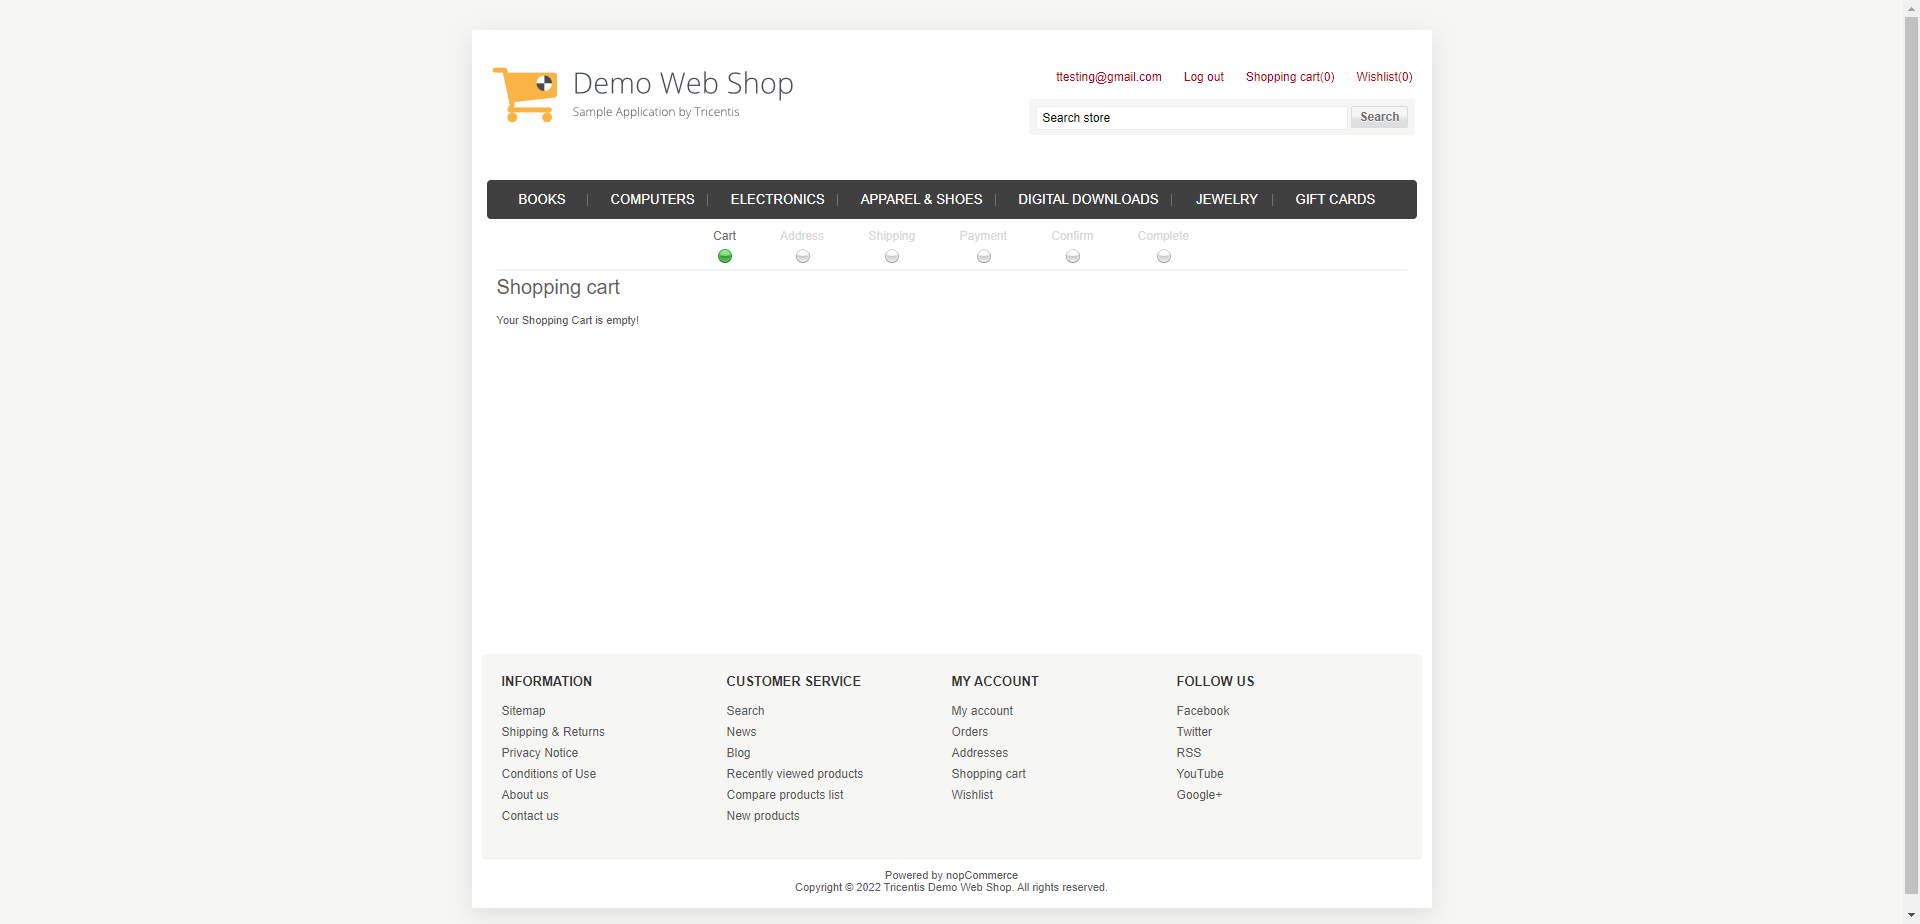 Demo Web Shop
Sample Application by Tricentis
ttesting@gmail.com Log out Shopping cart(0) Wishlist(0)
Search store Search
BOOKS COMPUTERS ELECTRONICS APPAREL & SHOES DIGITAL DOWNLOADS JEWELRY GIFT CARDS
Cart Address Shipping Payment Confirm Complete
Shopping cart
Your Shopping Cart is empty!
INFORMATION
Sitemap
Shipping & Returns
Privacy Notice
Conditions of Use
About us
Contact us
CUSTOMER SERVICE
Search
News
Blog
Recently viewed products
Compare products list
New products
MY ACCOUNT
My account
Orders
Addresses
Shopping cart
Wishlist
FOLLOW US
Facebook
Twitter
RSS
YouTube
Google+
Powered by nopCommerce
Copyright © 2022 Tricentis Demo Web Shop. All rights reserved.